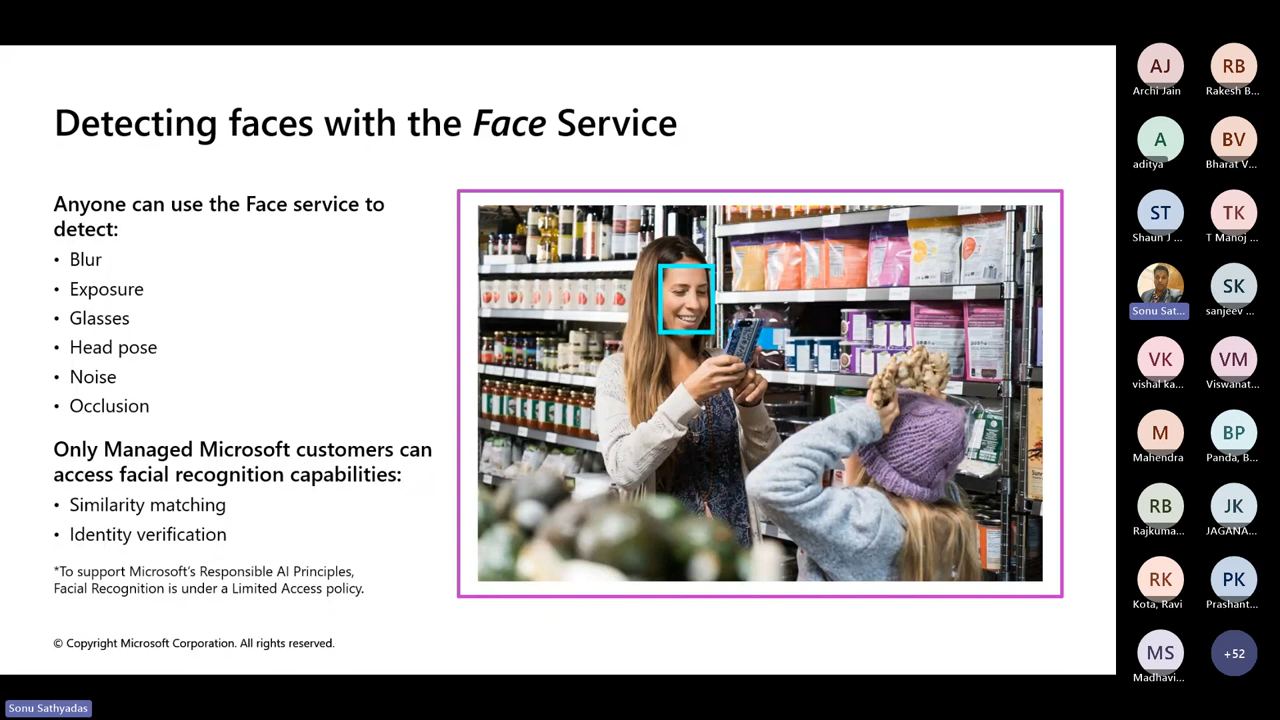 Detecting faces with the Face Service
Anyone can use the Face service to
detect:
• Blur
• Exposure
• Glasses
• Head pose
• Noise
• Occlusion
Only Managed Microsoft customers can
access facial recognition capabilities:
• Similarity matching
• Identity verification
*To support Microsoft's Responsible AI Principles,
Facial Recognition is under a Limited Access policy.
© Copyright Microsoft Corporation. All rights reserved.
AJ RB
Archi Jain Rakesh B...
A BV
aditya Bharat V...
ST TK
Shaun J ... T Manoj ...
SK
Sonu Sat... sanjeev ...
VK VM
vishal ka... Viswanat...
M BP
Mahendra Panda, B...
RB JK
Rajkuma... JAGANA...
RK PK
Kota, Ravi Prashant...
MS +52
Madhavi...
Sonu Sathyadas